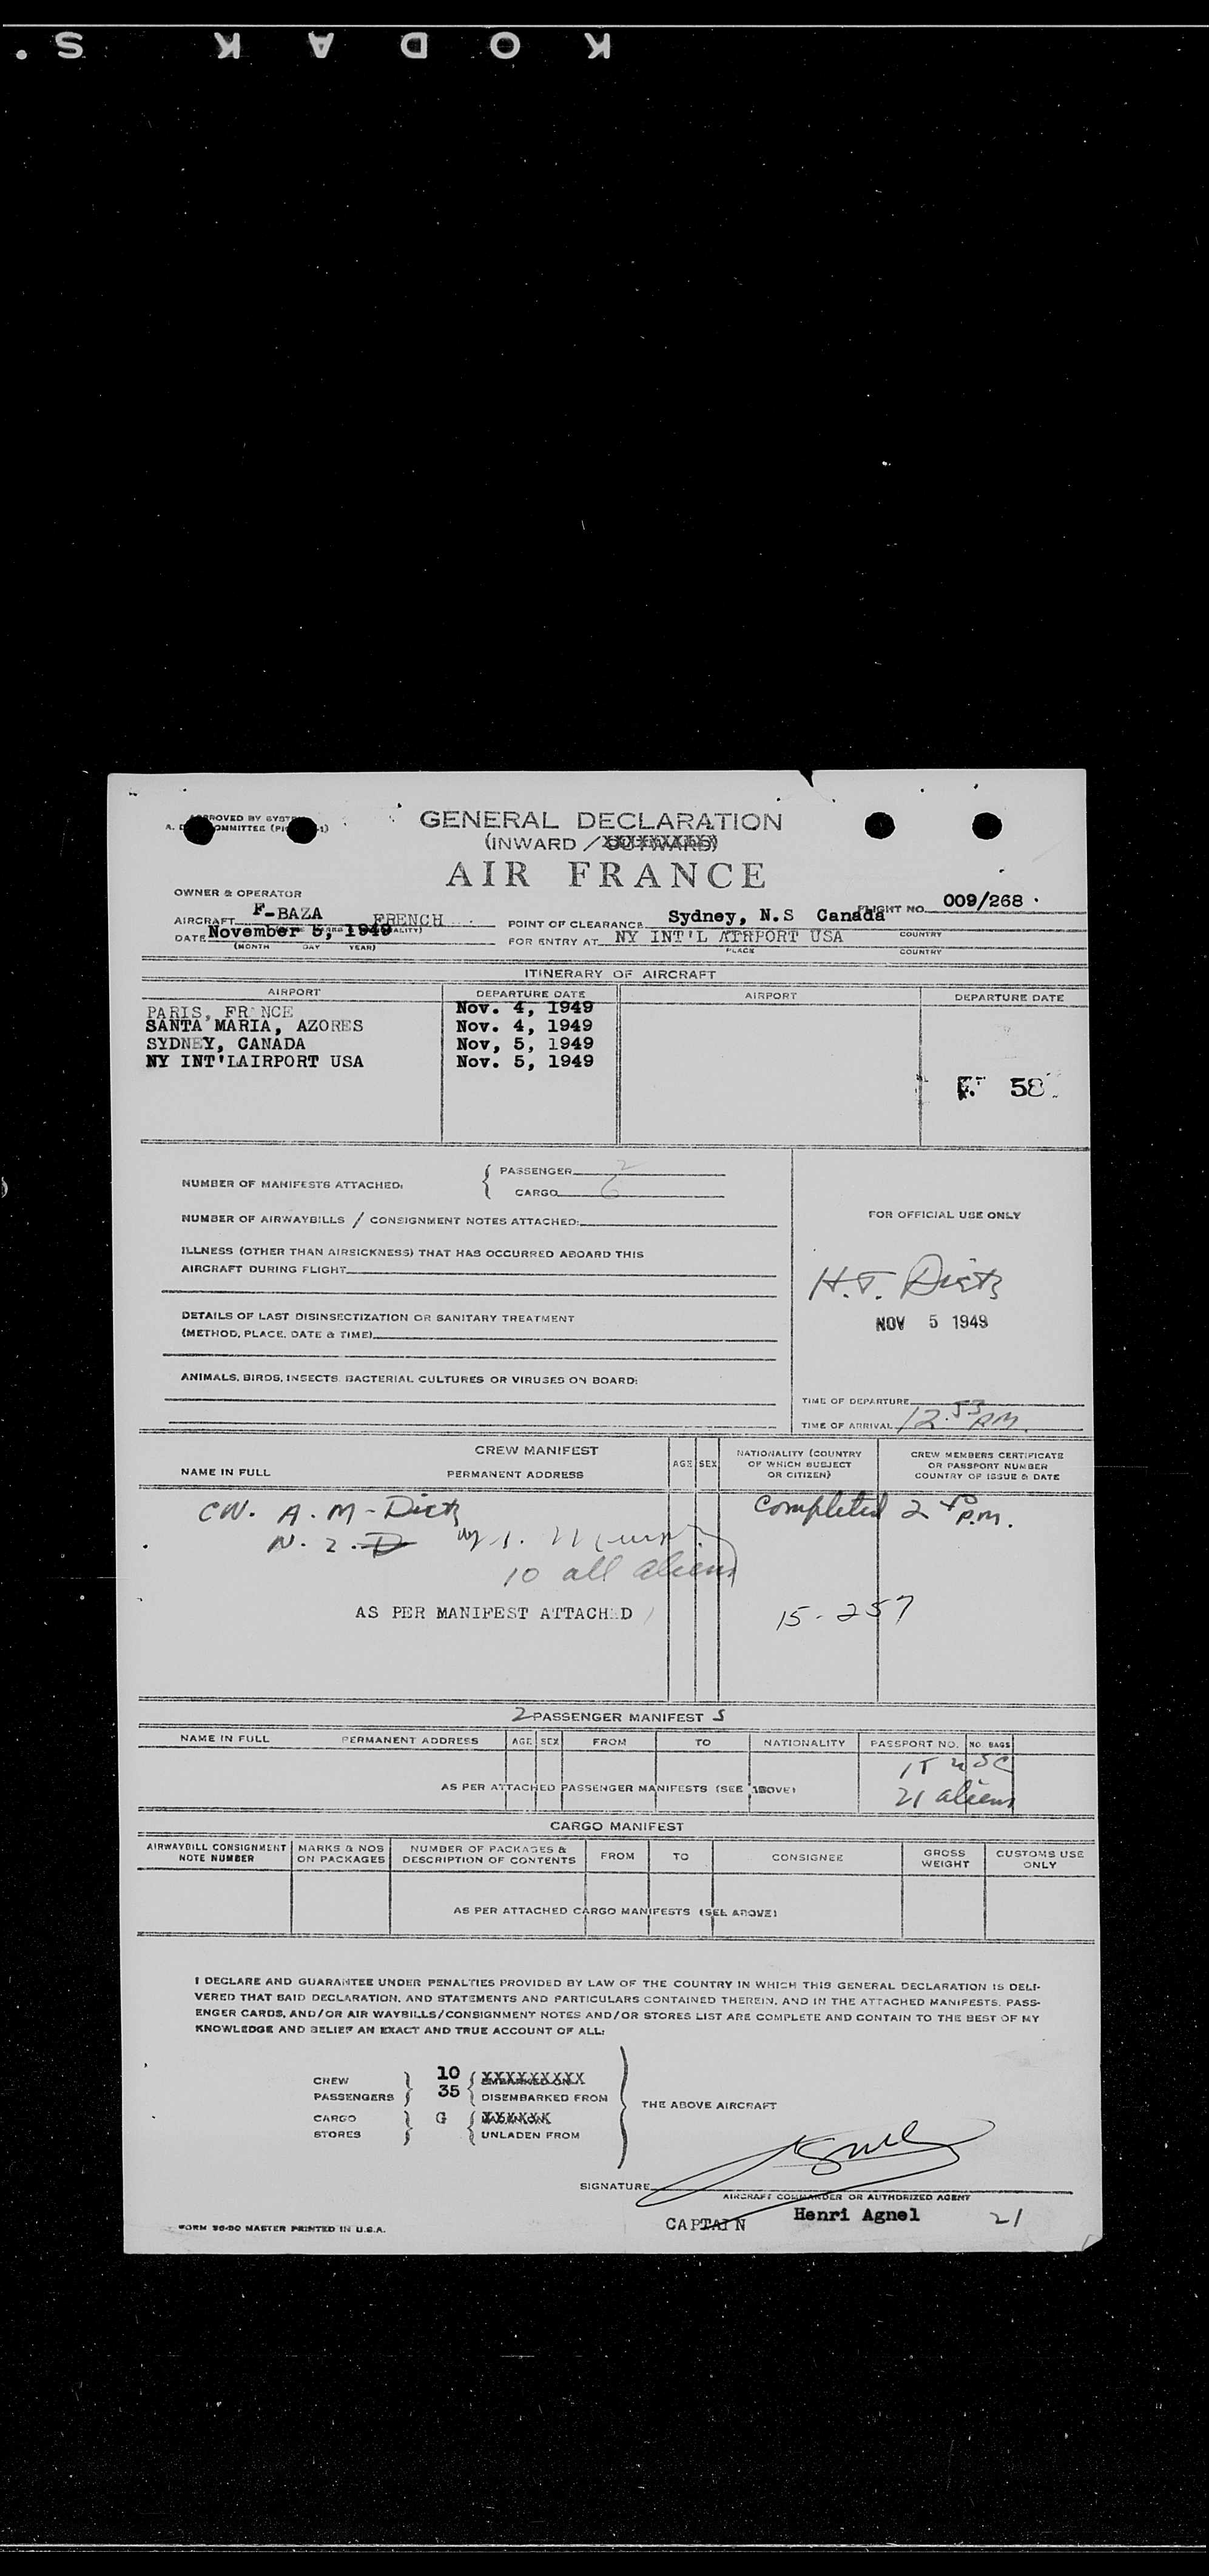 KODAK S.
APPROVED BY
GENERAL DECLARATION
(INWARD / OUTWARD)
AIR FRANCE
OWNER & OPERATOR
FLIGHT NO. 009/268
AIRCRAFT F-BAZA FRENCH
POINT OF CLEARANCE Sydney, N.S Canada
COUNTRY
DATE November 5, 1949
(MONTH DAY YEAR)
FOR ENTRY AT NY INT'L AIRPORT USA
PLACE COUNTRY
ITINERARY OF AIRCRAFT
AIRPORT DEPARTURE DATE AIRPORT DEPARTURE DATE
PARIS, FRANCE Nov. 4, 1949
SANTA MARIA, AZORES Nov. 4, 1949
SYDNEY, CANADA Nov, 5, 1949
NY INT'LAIRPORT USA Nov. 5, 1949
58
NUMBER OF MANIFESTS ATTACHED: PASSENGER 2
CARGO
NUMBER OF AIRWAYBILLS / CONSIGNMENT NOTES ATTACHED:
FOR OFFICIAL USE ONLY
ILLNESS (OTHER THAN AIRSICKNESS) THAT HAS OCCURRED ABOARD THIS
AIRCRAFT DURING FLIGHT
H.T. Dietz
NOV 5 1949
DETAILS OF LAST DISINSECTIZATION OR SANITARY TREATMENT
(METHOD, PLACE, DATE & TIME)
ANIMALS, BIRDS, INSECTS, BACTERIAL CULTURES OR VIRUSES ON BOARD:
TIME OF DEPARTURE
TIME OF ARRIVAL 12.53 P.M.
CREW MANIFEST
NAME IN FULL PERMANENT ADDRESS AGE SEX
NATIONALITY (COUNTRY OF WHICH SUBJECT OR CITIZEN)
CREW MEMBERS CERTIFICATE OR PASSPORT NUMBER COUNTRY OF ISSUE & DATE
A. M- Dietz Completed 2 P.M.
10 all aliens
AS PER MANIFEST ATTACHED 15-257
2 PASSENGER MANIFEST S
NAME IN FULL PERMANENT ADDRESS AGE SEX FROM TO NATIONALITY PASSPORT NO. NO. BAGS
AS PER ATTACHED PASSENGER MANIFESTS (SEE ABOVE)
21 aliens
CARGO MANIFEST
AIRWAYBILL CONSIGNMENT NOTE NUMBER
MARKS & NOS ON PACKAGES
NUMBER OF PACKAGES & DESCRIPTION OF CONTENTS
FROM TO CONSIGNEE
GROSS WEIGHT
CUSTOMS USE ONLY
AS PER ATTACHED CARGO MANIFESTS (SEE ABOVE)
I DECLARE AND GUARANTEE UNDER PENALTIES PROVIDED BY LAW OF THE COUNTRY IN WHICH THIS GENERAL DECLARATION IS DELI-
VERED THAT SAID DECLARATION, AND STATEMENTS AND PARTICULARS CONTAINED THEREIN, AND IN THE ATTACHED MANIFESTS, PASS-
ENGER CARDS, AND/OR AIR WAYBILLS/CONSIGNMENT NOTES AND/OR STORES LIST ARE COMPLETE AND CONTAIN TO THE BEST OF MY
KNOWLEDGE AND BELIEF AN EXACT AND TRUE ACCOUNT OF ALL:
CREW 10 XXXXXXXXX
PASSENGERS 35 DISEMBARKED FROM
THE ABOVE AIRCRAFT
CARGO G XXXXXX
STORES UNLADEN FROM
SIGNATURE Agnel
AIRCRAFT COMMANDER OR AUTHORIZED AGENT
CAPTAIN Henri Agnel 21
FORM 50-DO MASTER PRINTED IN U.S.A.